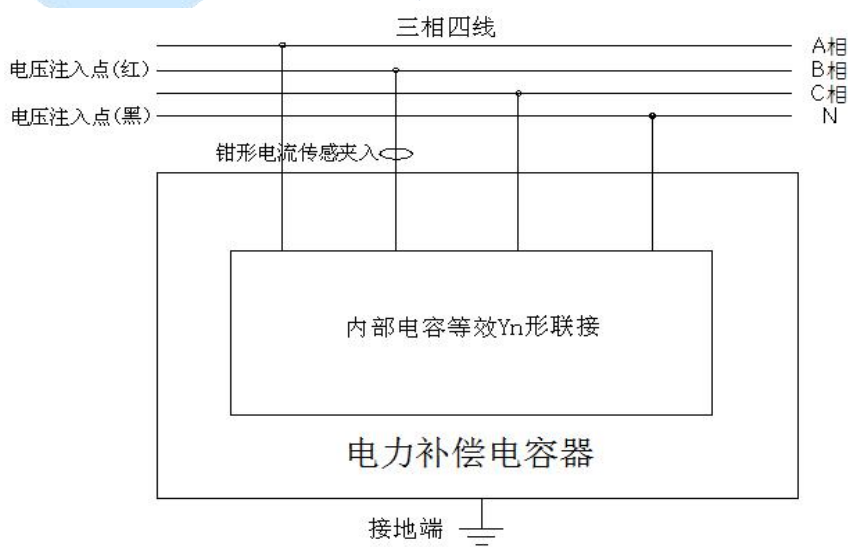 三相四线
A相
电压注入点(红)
B相
C相
电压注入点(黑)
N
钳形电流传感夹入
内部电容等效Yn形联接
电力补偿电容器
接地端